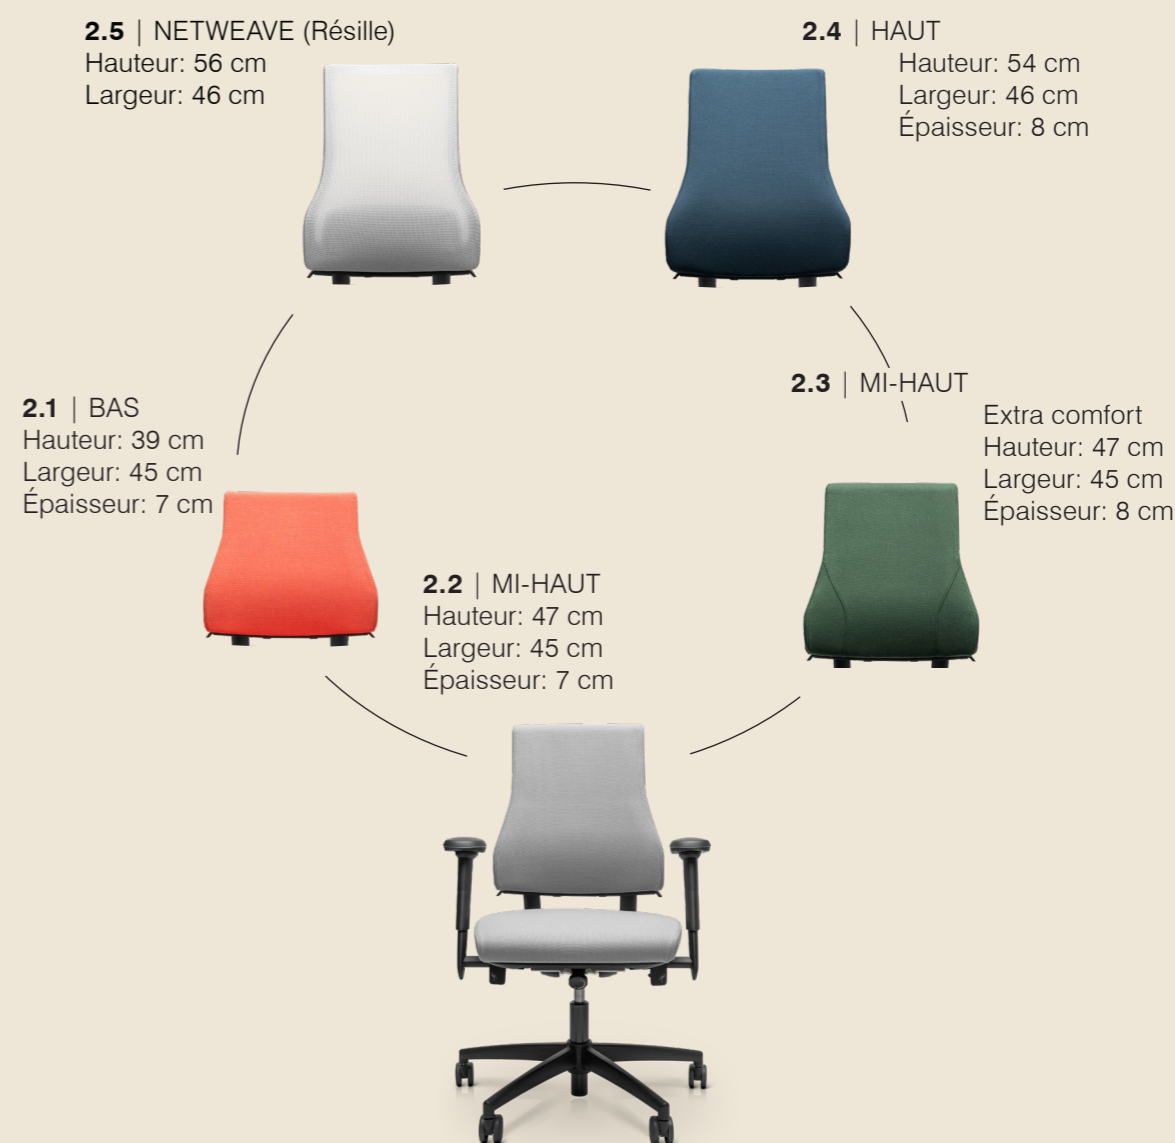 2.5 | NETWEAVE (Résille)
Hauteur: 56 cm
Largeur: 46 cm
2.4 | HAUT
Hauteur: 54 cm
Largeur: 46 cm
Épaisseur: 8 cm
2.3 | MI-HAUT
Extra comfort
Hauteur: 47 cm
Largeur: 45 cm
Épaisseur: 8 cm
2.1 | BAS
Hauteur: 39 cm
Largeur: 45 cm
Épaisseur: 7 cm
2.2 | MI-HAUT
Hauteur: 47 cm
Largeur: 45 cm
Épaisseur: 7 cm